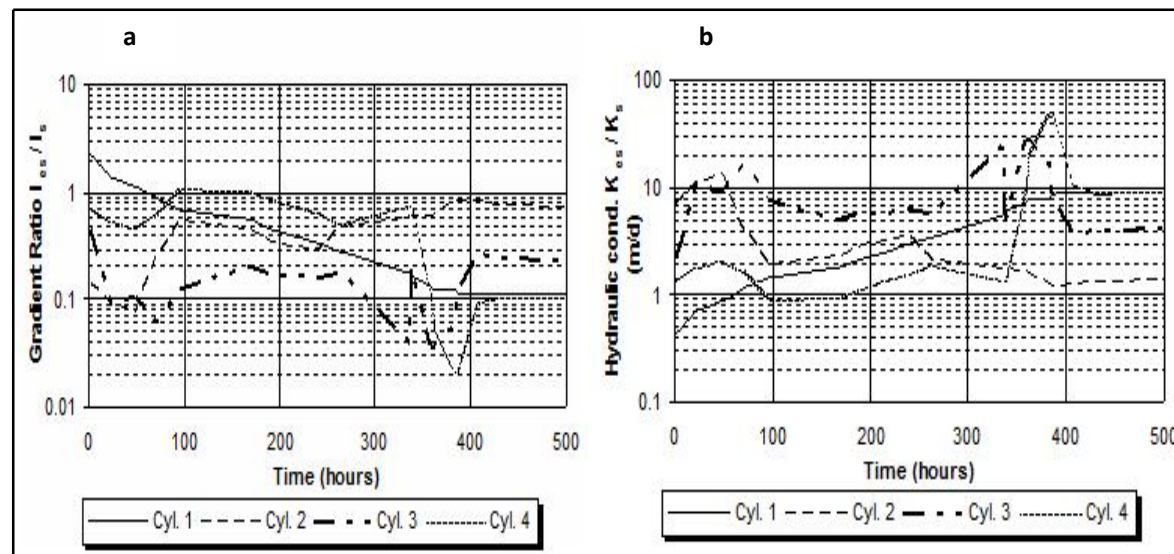 a
Gradient Ratio I es / I s
10
1
0.1
0.01
0 100 200 300 400 500
Time (hours)
Cyl. 1 Cyl. 2 Cyl. 3 Cyl. 4
b
Hydraulic cond. K es / K s
(m/d)
100
10
1
0.1
0 100 200 300 400 500
Time (hours)
Cyl. 1 Cyl. 2 Cyl. 3 Cyl. 4